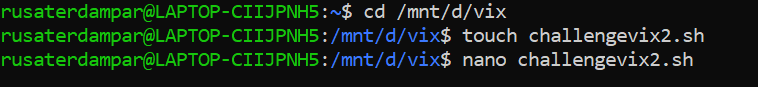 rusaterdampar@LAPTOP-CIIJPNH5:~$ cd /mnt/d/vix
rusaterdampar@LAPTOP-CIIJPNH5:/mnt/d/vix$ touch challengevix2.sh
rusaterdampar@LAPTOP-CIIJPNH5:/mnt/d/vix$ nano challengevix2.sh